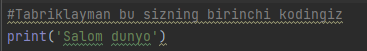 #Tabriklayman bu sizning birinchi kodingiz
print('Salom dunyo')